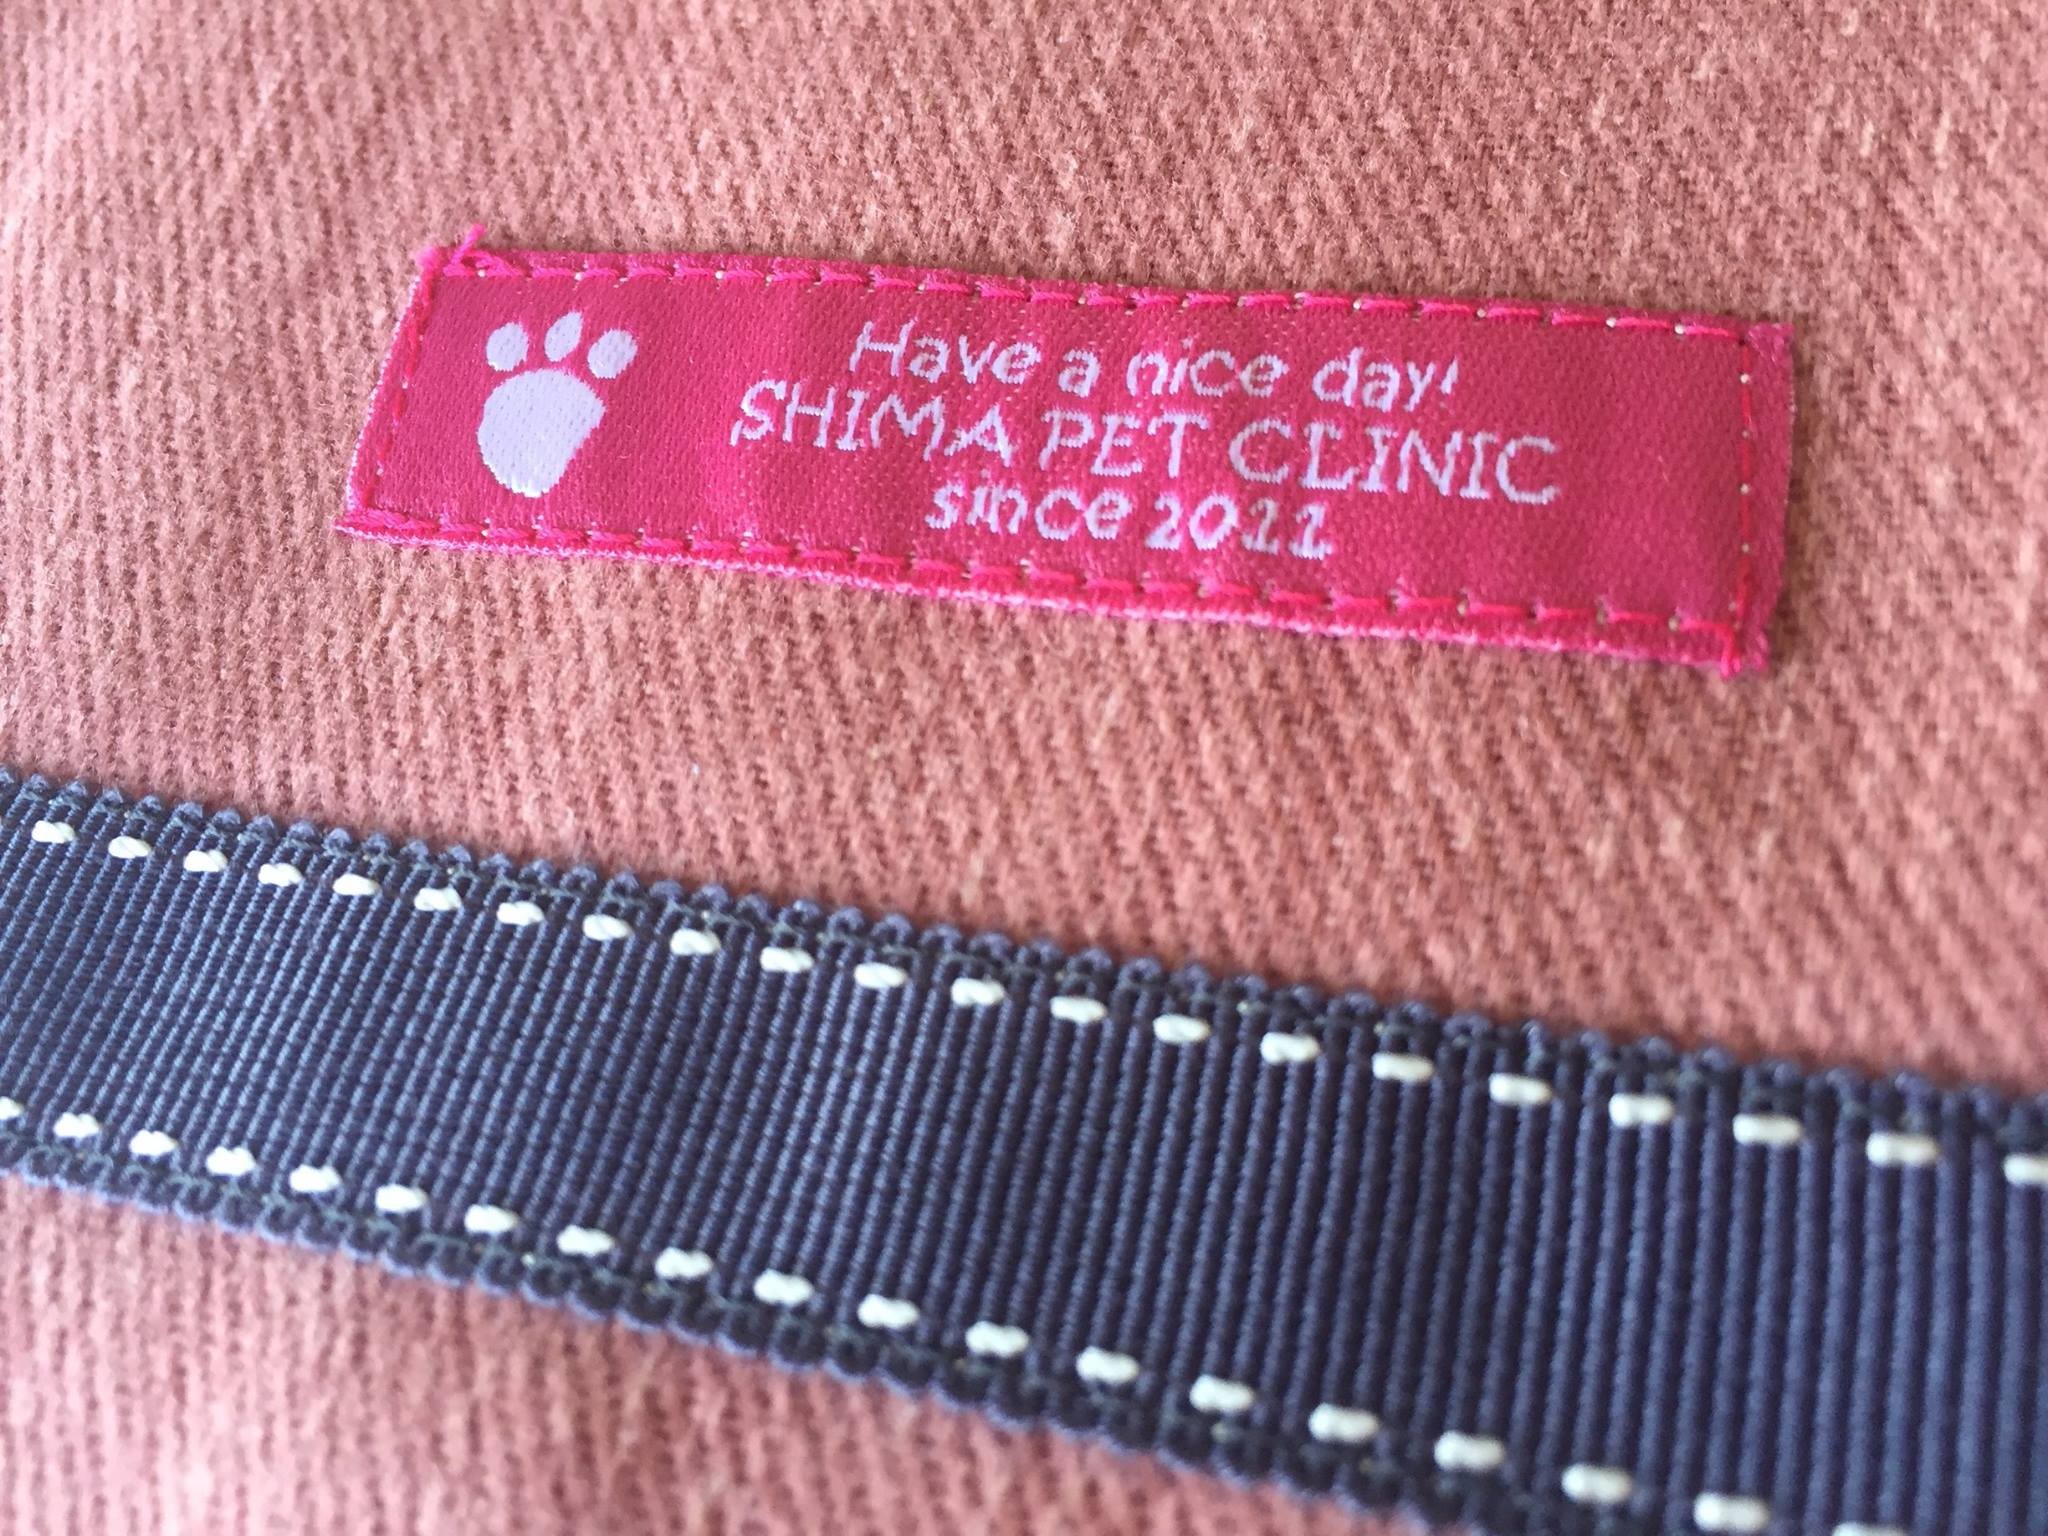 Have a nice day!
SHIMA PET CLINIC
since 2011